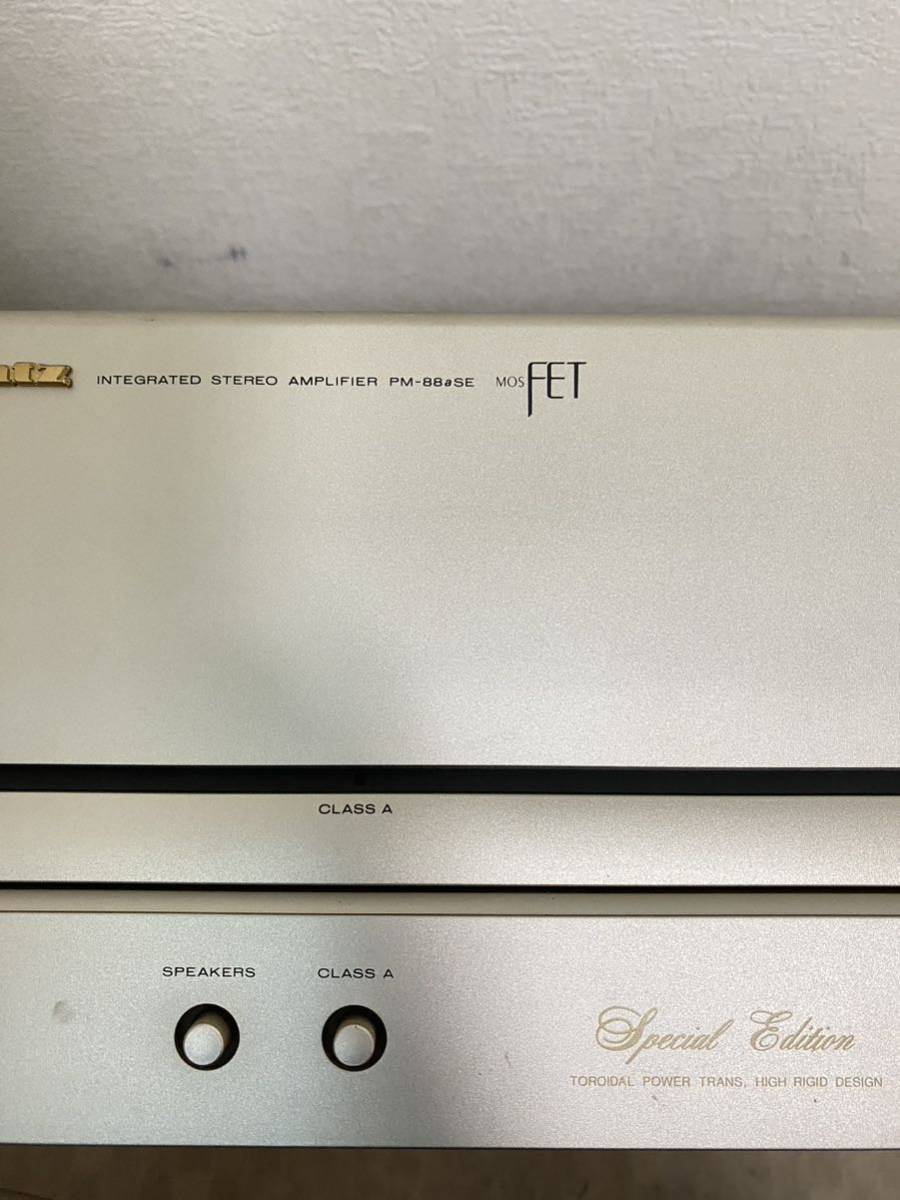 INTEGRATED STEREO AMPLIFIER PM-88aSE MOS FET
CLASS A
SPEAKERS CLASS A
Special Edition
TOROIDAL POWER TRANS, HIGH RIGID DESIGN